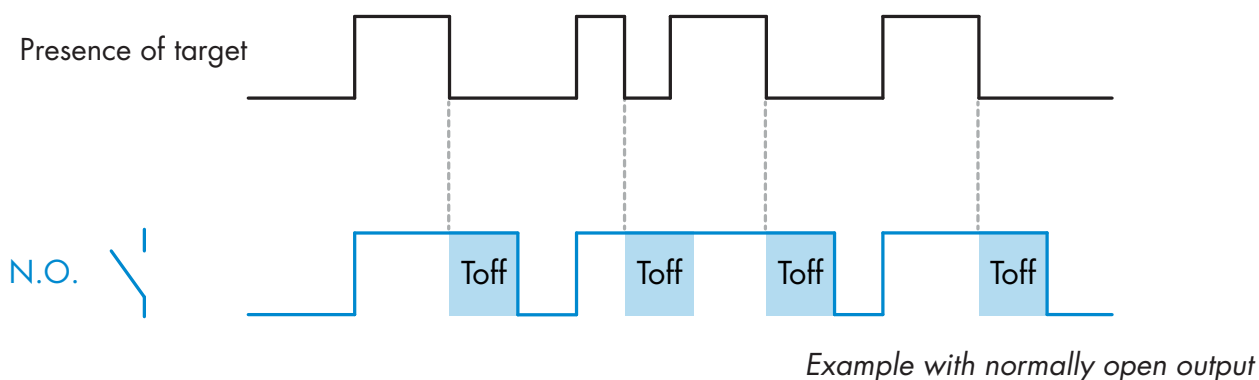 Presence of target
N.O.
Toff Toff Toff Toff
Example with normally open output